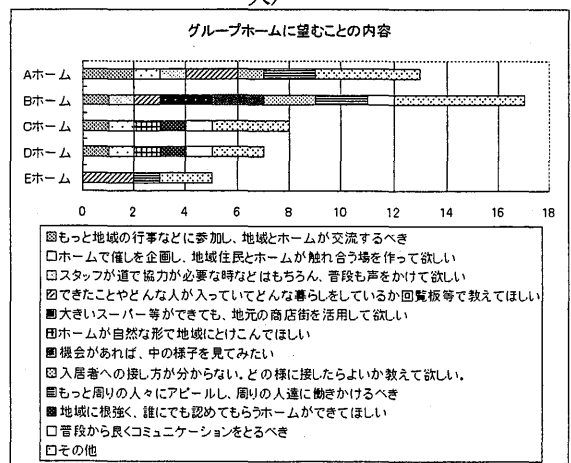 人)
グループホームに望むことの内容
Aホーム
Bホーム
Cホーム
Dホーム
Eホーム
0 2 4 6 8 10 12 14 16 18
もっと地域の行事などに参加し、地域とホームが交流するべき
ホームで催しを企画し、地域住民とホームが触れ合う場を作って欲しい
スタッフが道で協力が必要な時などはもちろん、普段も声をかけて欲しい
できたことやどんな人が入っていてどんな暮らしをしているか回覧板等で教えてほしい
大きいスーパー等ができても、地元の商店街を活用して欲しい
ホームが自然な形で地域にとけこんでほしい
機会があれば、中の様子を見てみたい
入居者への接し方が分からない。どの様に接したらよいか教えて欲しい。
もっと周りの人々にアピールし、周りの人達に働きかけるべき
地域に根強く、誰にでも認めてもらうホームができてほしい
普段から良くコミュニケーションをとるべき
その他